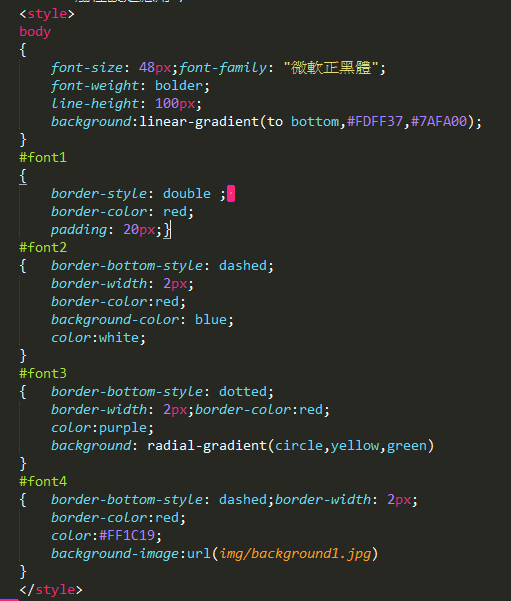 <style>
body
{
font-size: 48px;font-family: "微軟正黑體";
font-weight: bolder;
line-height: 100px;
background:linear-gradient(to bottom,#FDFF37,#7AFA00);
}
#font1
{
border-style: double ;
border-color: red;
padding: 20px;}
#font2
{ border-bottom-style: dashed;
border-width: 2px;
border-color:red;
background-color: blue;
color:white;
}
#font3
{ border-bottom-style: dotted;
border-width: 2px;border-color:red;
color:purple;
background: radial-gradient(circle,yellow,green)
}
#font4
{ border-bottom-style: dashed;border-width: 2px;
border-color:red;
color:#FF1C19;
background-image:url(img/background1.jpg)
}
</style>